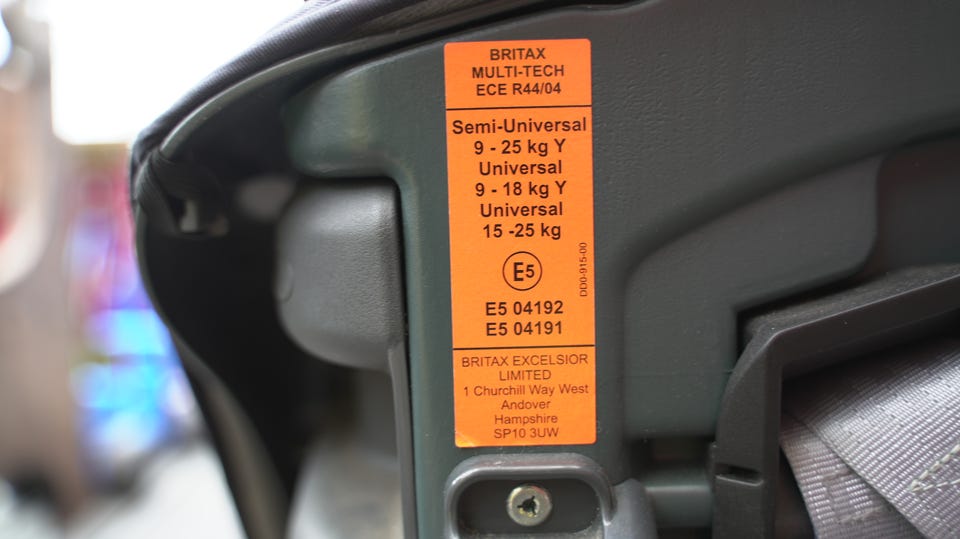 BRITAX
MULTI-TECH
ECE R44/04
Semi-Universal
9 - 25 kg Y
Universal
9 - 18 kg Y
Universal
15 -25 kg
E5
DD0-915-00
E5 04192
E5 04191
BRITAX EXCELSIOR
LIMITED
1 Churchill Way West
Andover
Hampshire
SP10 3UW